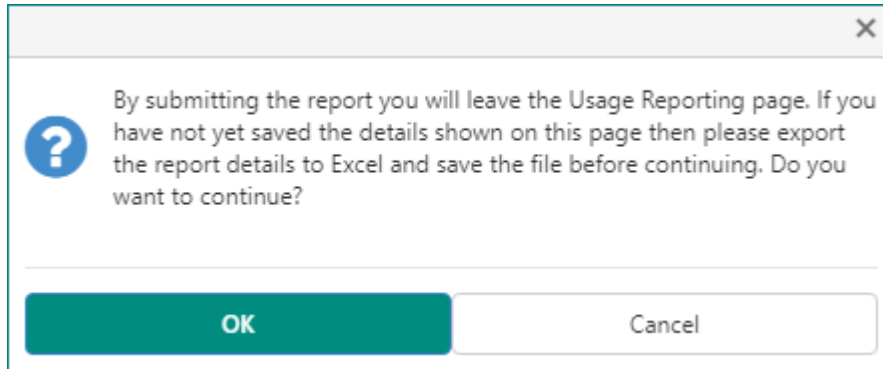 By submitting the report you will leave the Usage Reporting page. If you
have not yet saved the details shown on this page then please export
the report details to Excel and save the file before continuing. Do you
want to continue?
OK
Cancel